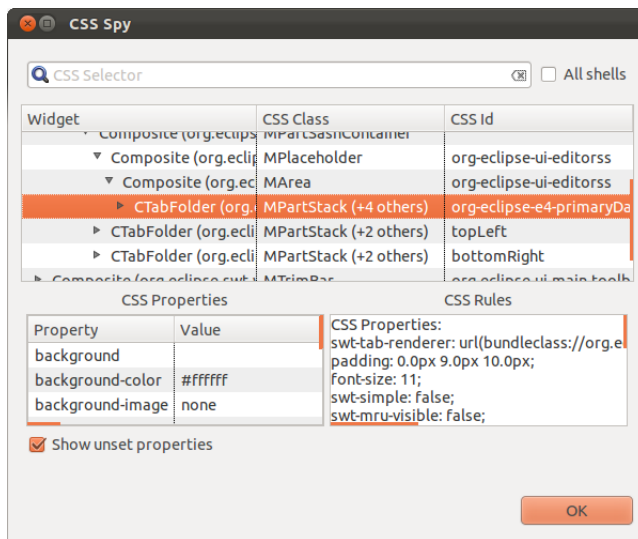 CSS Spy
CSS Selector
All shells
Widget CSS Class CSS Id
Composite (org.eclips MPartSashContainer
Composite (org.eclip MPlaceholder org-eclipse-ui-editorss
Composite (org.ec MArea org-eclipse-ui-editorss
CTabFolder (org. MPartStack (+4 others) org-eclipse-e4-primaryDa
CTabFolder (org.ecli MPartStack (+2 others) topLeft
CTabFolder (org.ecli MPartStack (+2 others) bottomRight
Composite (org.eclipse.swt. MTrimBar org-eclipse-ui-main-toolb
CSS Properties CSS Rules
Property Value
background
background-color #ffffff
background-image none
CSS Properties:
swt-tab-renderer: url(bundleclass://org.e
padding: 0.0px 9.0px 10.0px;
font-size: 11;
swt-simple: false;
swt-mru-visible: false;
Show unset properties
OK